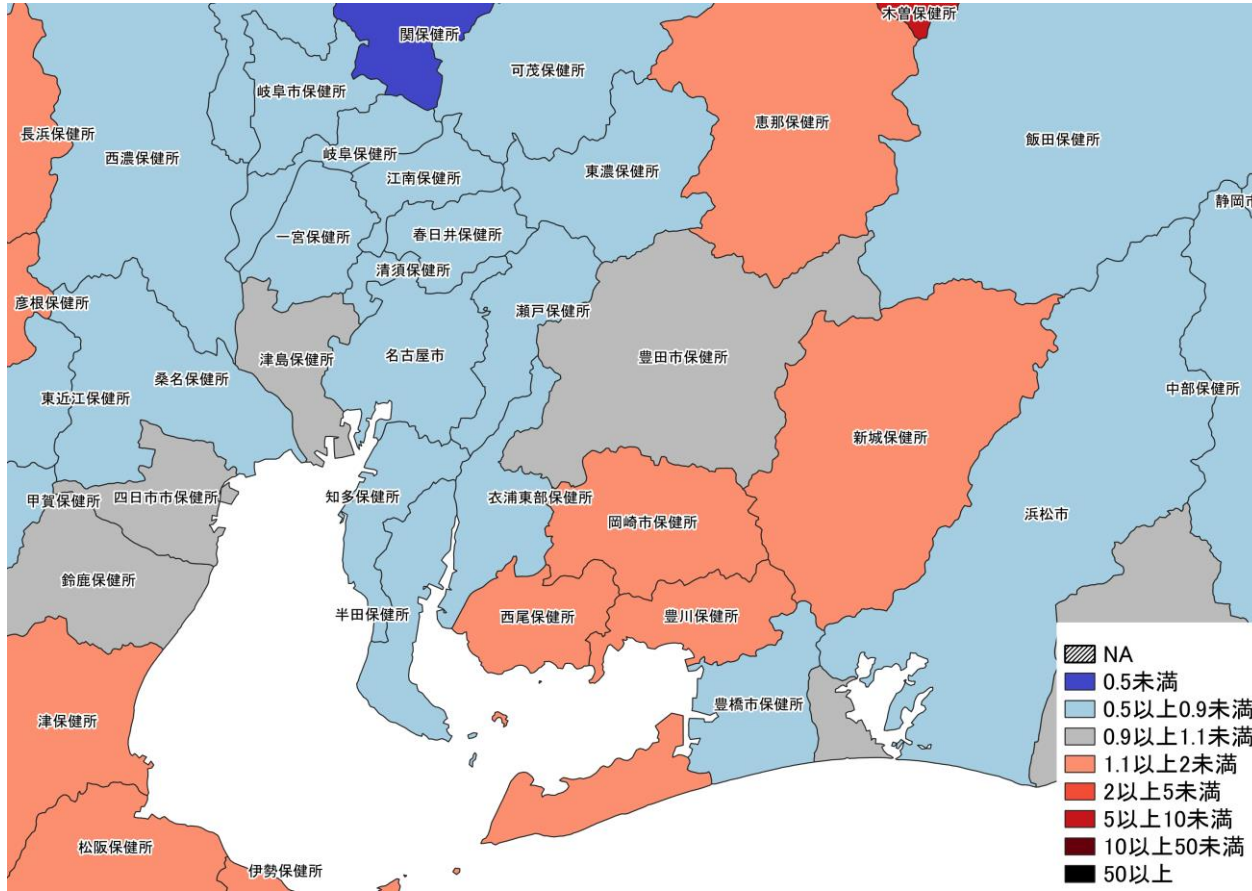 木曽保健所
関保健所
可茂保健所
岐阜市保健所
恵那保健所
長浜保健所
飯田保健所
西濃保健所
岐阜保健所
東濃保健所
江南保健所
静岡市
一宮保健所
春日井保健所
清須保健所
彦根保健所
瀬戸保健所
津島保健所
名古屋市
豊田市保健所
桑名保健所
中部保健所
東近江保健所
新城保健所
甲賀保健所
四日市市保健所
知多保健所
衣浦東部保健所
浜松市
岡崎市保健所
鈴鹿保健所
半田保健所
西尾保健所
豊川保健所
豊橋市保健所
津保健所
松阪保健所
伊勢保健所
NA
0.5未満
0.5以上0.9未満
0.9以上1.1未満
1.1以上2未満
2以上5未満
5以上10未満
10以上50未満
50以上